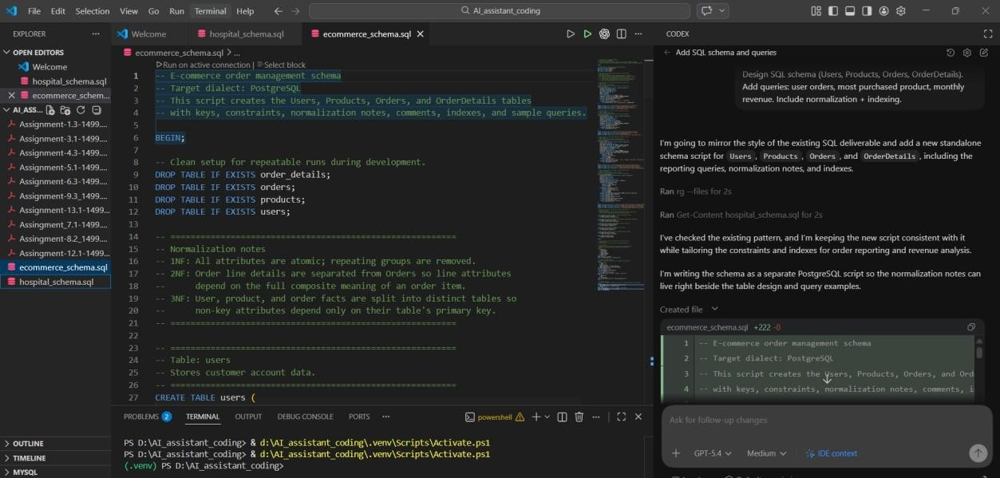 File Edit Selection View Go Run Terminal Help
AI_assistant_coding
EXPLORER
OPEN EDITORS
Welcome
hospital_schema.sql
ecommerce_schem...
AI_ASS...
Assignment-1.3-1499....
Assignment-3.1-1499....
Assignment-4.3-1499....
Assignment-5.1-1499....
Assignment-6.3-1499....
Assignment-9.3_1499....
Assignment-13.1-1499...
Assignment_7.1-1499....
Assingment-8.2_1499....
Assingment-12.1-1499...
ecommerce_schema.sql
hospital_schema.sql
OUTLINE
TIMELINE
MYSQL
Welcome hospital_schema.sql ecommerce_schema.sql
ecommerce_schema.sql > ...
Run on active connection | Select block
1 -- E-commerce order management schema
2 -- Target dialect: PostgreSQL
3 -- This script creates the Users, Products, Orders, and OrderDetails tables
4 -- with keys, constraints, normalization notes, comments, indexes, and sample queries.
5
6 BEGIN;
7
8 -- Clean setup for repeatable runs during development.
9 DROP TABLE IF EXISTS order_details;
10 DROP TABLE IF EXISTS orders;
11 DROP TABLE IF EXISTS products;
12 DROP TABLE IF EXISTS users;
13
14 -- =======================================================
15 -- Normalization notes
16 -- 1NF: All attributes are atomic; repeating groups are removed.
17 -- 2NF: Order line details are separated from Orders so line attributes
18 -- depend on the full composite meaning of an order item.
19 -- 3NF: User, product, and order facts are split into distinct tables so
20 -- non-key attributes depend only on their table's primary key.
21 -- =======================================================
22
23 -- =======================================================
24 -- Table: users
25 -- Stores customer account data.
26 -- =======================================================
27 CREATE TABLE users (
PROBLEMS 2 TERMINAL OUTPUT DEBUG CONSOLE PORTS ... powershell
PS D:\AI_assistant_coding> & d:\AI_assistant_coding\.venv\Scripts\Activate.ps1
PS D:\AI_assistant_coding> & d:\AI_assistant_coding\.venv\Scripts\Activate.ps1
(.venv) PS D:\AI_assistant_coding>
CODEX
Add SQL schema and queries
Design SQL schema (Users, Products, Orders, OrderDetails).
Add queries: user orders, most purchased product, monthly
revenue. Include normalization + indexing.
I'm going to mirror the style of the existing SQL deliverable and add a new standalone
schema script for Users, Products, Orders, and OrderDetails, including the
reporting queries, normalization notes, and indexes.
Ran rg --files for 2s
Ran Get-Content hospital_schema.sql for 2s
I've checked the existing pattern, and I'm keeping the new script consistent with it
while tailoring the constraints and indexes for order reporting and revenue analysis.
I'm writing the schema as a separate PostgreSQL script so the normalization notes can
live right beside the table design and query examples.
Created file
ecommerce_schema.sql +222 -0
1 -- E-commerce order management schema
2 -- Target dialect: PostgreSQL
3 -- This script creates the Users, Products, Orders, and Ord
4 -- with keys, constraints, normalization notes, comments, i
Ask for follow-up changes
GPT-5.4 Medium IDE context